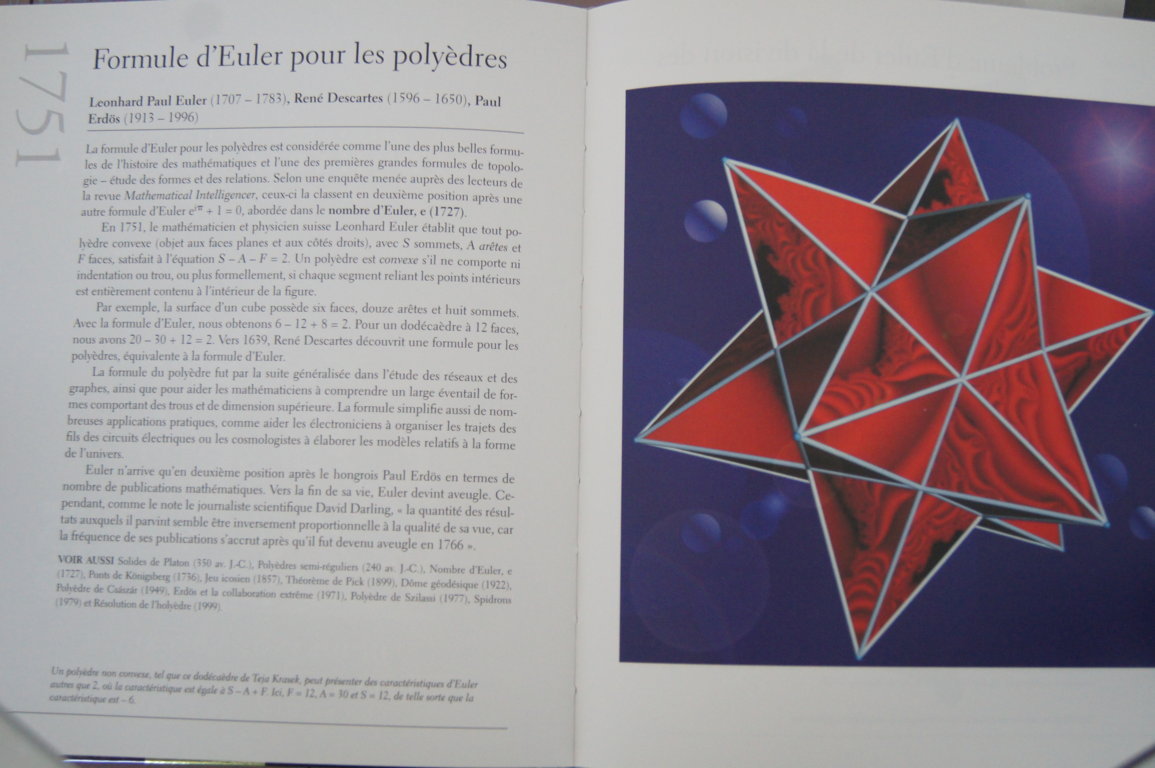 1751
Formule d'Euler pour les polyèdres
Leonhard Paul Euler (1707 – 1783), René Descartes (1596 – 1650), Paul
Erdös (1913 – 1996)
La formule d'Euler pour les polyèdres est considérée comme l'une des plus belles formu-
les de l'histoire des mathématiques et l'une des premières grandes formules de topolo-
gie – étude des formes et des relations. Selon une enquête menée auprès des lecteurs de
la revue Mathematical Intelligencer, ceux-ci la classent en deuxième position après une
autre formule d'Euler e^iπ + 1 = 0, abordée dans le nombre d'Euler, e (1727).
En 1751, le mathématicien et physicien suisse Leonhard Euler établit que tout po-
lyèdre convexe (objet aux faces planes et aux côtés droits), avec S sommets, A arêtes et
F faces, satisfait à l'équation S – A – F = 2. Un polyèdre est convexe s'il ne comporte ni
indentation ou trou, ou plus formellement, si chaque segment reliant les points intérieurs
est entièrement contenu à l'intérieur de la figure.
Par exemple, la surface d'un cube possède six faces, douze arêtes et huit sommets.
Avec la formule d'Euler, nous obtenons 6 – 12 + 8 = 2. Pour un dodécaèdre à 12 faces,
nous avons 20 – 30 + 12 = 2. Vers 1639, René Descartes découvrit une formule pour les
polyèdres, équivalente à la formule d'Euler.
La formule du polyèdre fut par la suite généralisée dans l'étude des réseaux et des
graphes, ainsi que pour aider les mathématiciens à comprendre un large éventail de for-
mes comportant des trous et de dimension supérieure. La formule simplifie aussi de nom-
breuses applications pratiques, comme aider les électroniciens à organiser les trajets des
fils des circuits électriques ou les cosmologistes à élaborer les modèles relatifs à la forme
de l'univers.
Euler n'arrive qu'en deuxième position après le hongrois Paul Erdös en termes de
nombre de publications mathématiques. Vers la fin de sa vie, Euler devint aveugle. Ce-
pendant, comme le note le journaliste scientifique David Darling, « la quantité des résul-
tats auxquels il parvint semble être inversement proportionnelle à la qualité de sa vue, car
la fréquence de ses publications s'accrut après qu'il fut devenu aveugle en 1766 ».
VOIR AUSSI Solides de Platon (350 av. J.-C.), Polyèdres semi-réguliers (240 av. J.-C.), Nombre d'Euler, e
(1727), Ponts de Königsberg (1736), Jeu icosien (1857), Théorème de Pick (1899), Dôme géodésique (1922),
Polyèdre de Császár (1949), Erdös et la collaboration extrême (1971), Polyèdre de Szilassi (1977), Spidrons
(1979) et Résolution de l'holyèdre (1999).
Un polyèdre non convexe, tel que ce dodécaèdre de Teja Krasek, peut présenter des caractéristiques d'Euler
autres que 2, où la caractéristique est égale à S – A + F. Ici, F = 12, A = 30 et S = 12, de telle sorte que la
caractéristique est – 6.